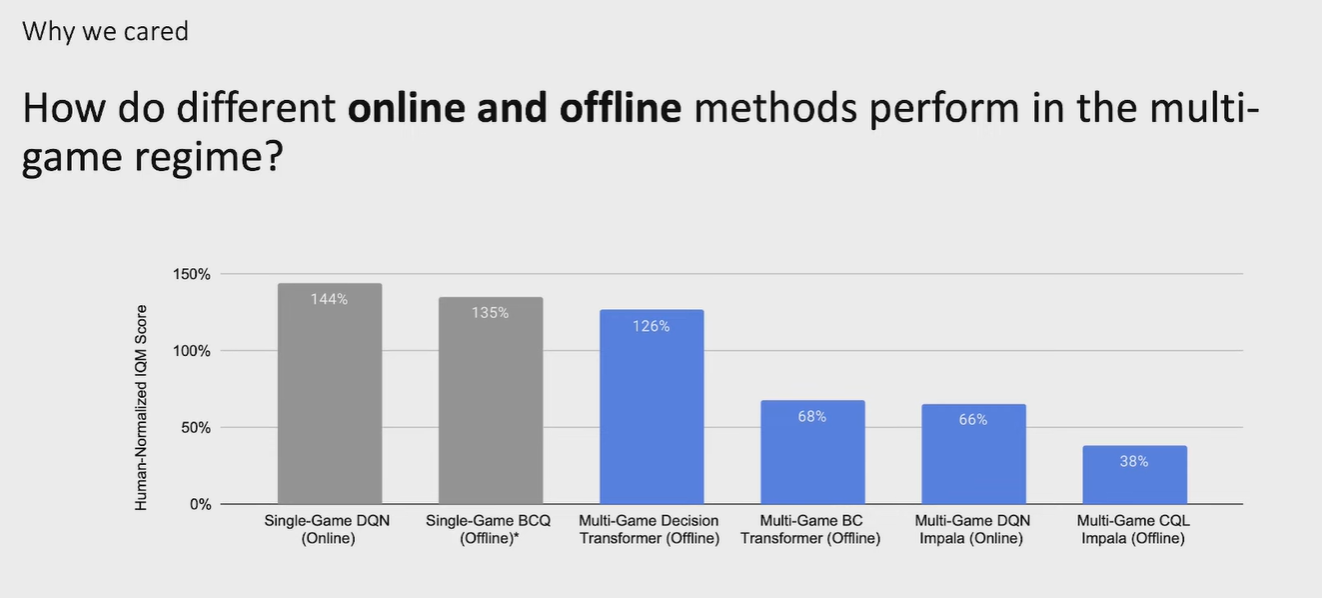 Why we cared
How do different online and offline methods perform in the multi-
game regime?
Human-Normalized IQM Score
150%
100%
50%
0%
144%
135%
126%
68%
66%
38%
Single-Game DQN
(Online)
Single-Game BCQ
(Offline)*
Multi-Game Decision
Transformer (Offline)
Multi-Game BC
Transformer (Offline)
Multi-Game DQN
Impala (Online)
Multi-Game CQL
Impala (Offline)